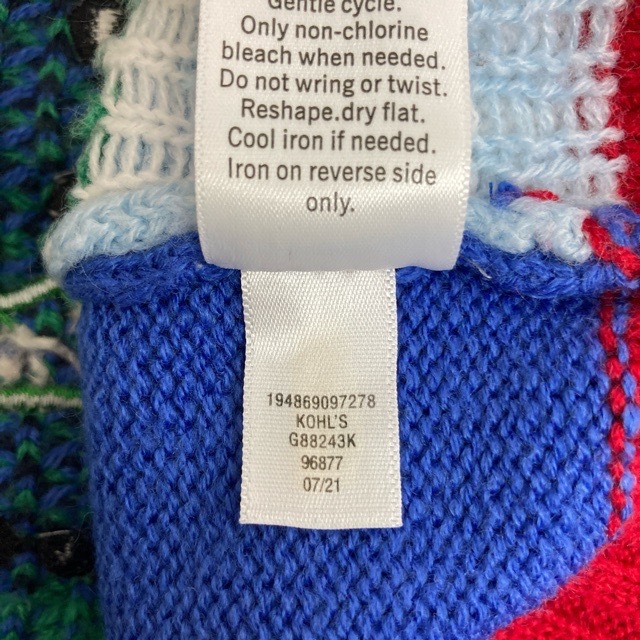 Gentle cycle.
Only non-chlorine
bleach when needed.
Do not wring or twist.
Reshape.dry flat.
Cool iron if needed.
Iron on reverse side
only.
194869097278
KOHL'S
G88243K
96877
07/21